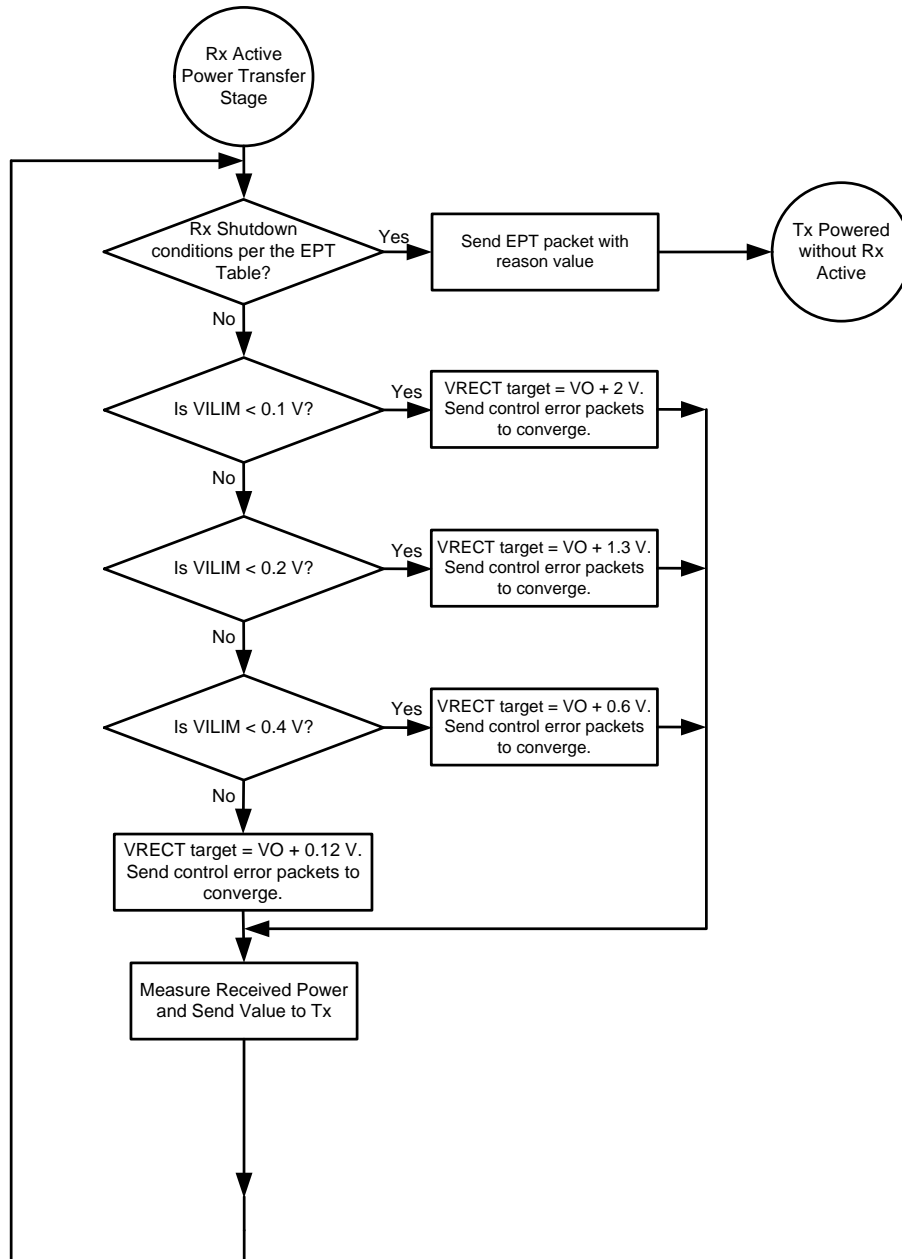 Rx Active
Power Transfer
Stage
Rx Shutdown
conditions per the EPT
Table?
Yes
Send EPT packet with
reason value
Tx Powered
without Rx
Active
No
Is VILIM < 0.1 V?
Yes
VRECT target = VO + 2 V.
Send control error packets
to converge.
No
Is VILIM < 0.2 V?
Yes
VRECT target = VO + 1.3 V.
Send control error packets
to converge.
No
Is VILIM < 0.4 V?
Yes
VRECT target = VO + 0.6 V.
Send control error packets
to converge.
No
VRECT target = VO + 0.12 V.
Send control error packets to
converge.
Measure Received Power
and Send Value to Tx